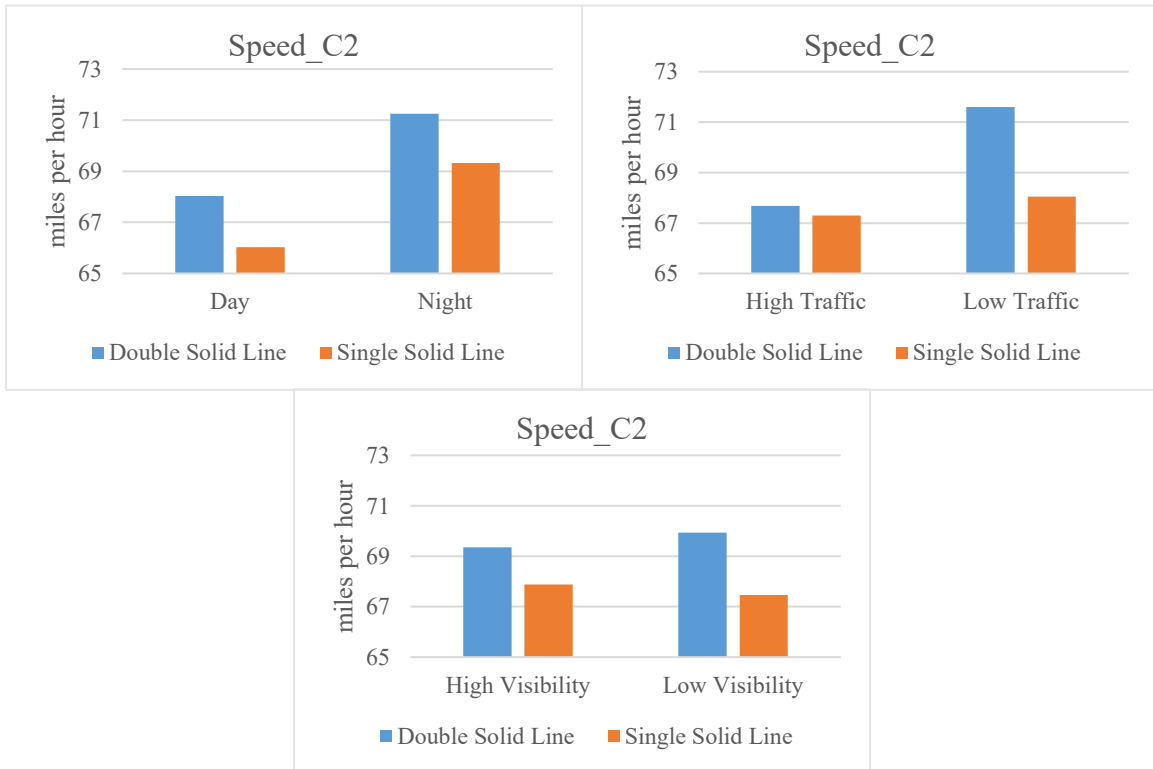 Speed_C2
miles per hour
73
71
69
67
65
Day Night
Double Solid Line Single Solid Line
Speed_C2
miles per hour
73
71
69
67
65
High Traffic Low Traffic
Double Solid Line Single Solid Line
Speed_C2
miles per hour
73
71
69
67
65
High Visibility Low Visibility
Double Solid Line Single Solid Line